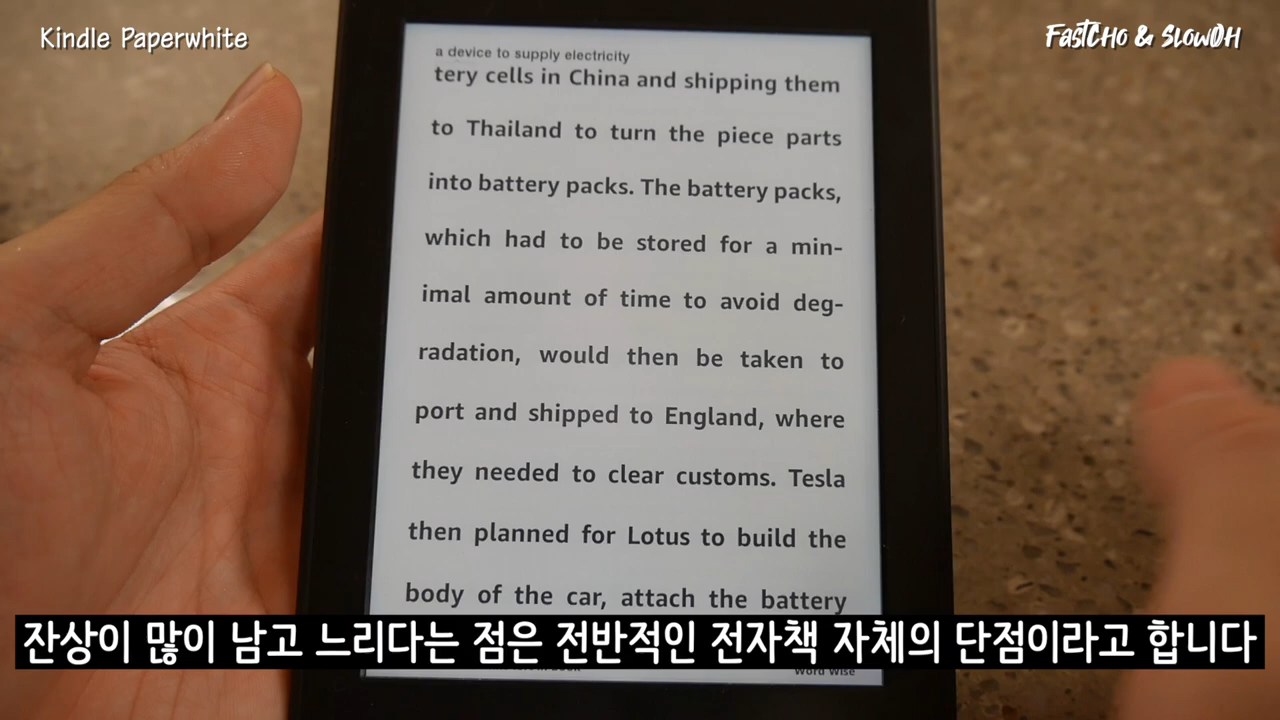 Kindle Paperwhite
FastCho & SlowOH
a device to supply electricity
tery cells in China and shipping them
to Thailand to turn the piece parts
into battery packs. The battery packs,
which had to be stored for a min-
imal amount of time to avoid deg-
radation, would then be taken to
port and shipped to England, where
they needed to clear customs. Tesla
then planned for Lotus to build the
body of the car, attach the battery
잔상이 많이 남고 느리다는 점은 전반적인 전자책 자체의 단점이라고 합니다
Word Wise